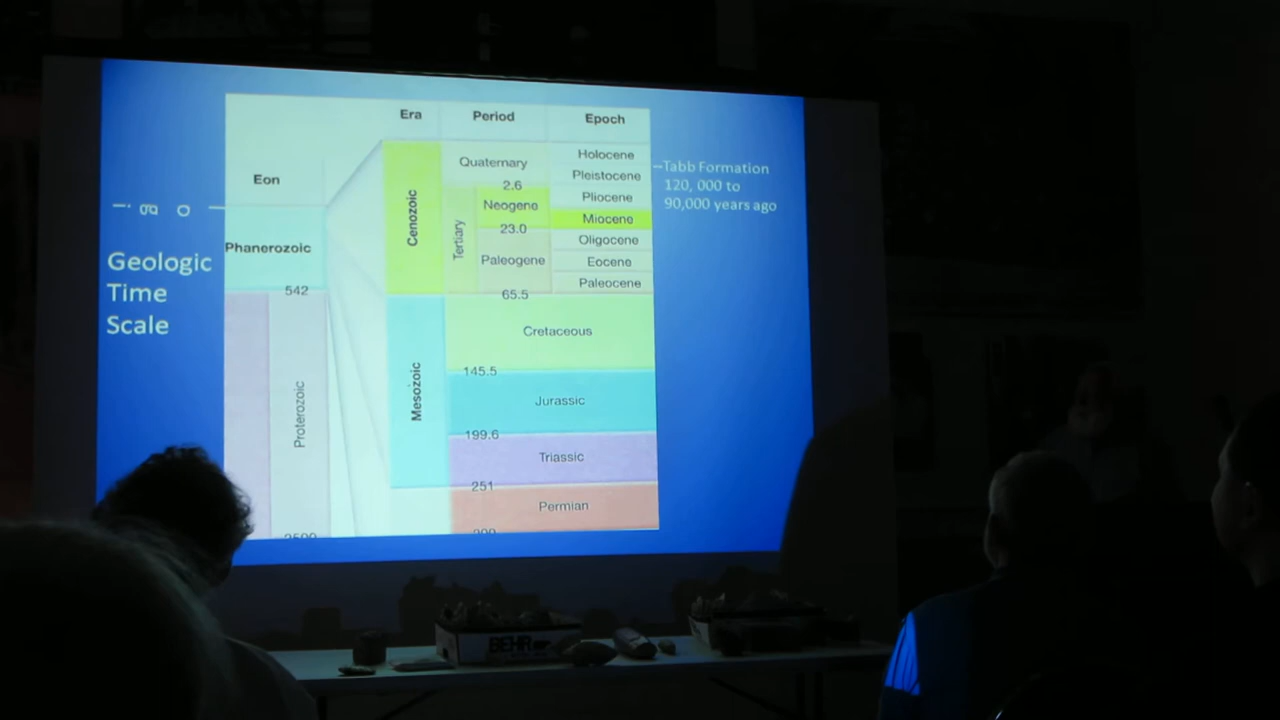 Era Period Epoch
Eon
Phanerozoic
542
Proterozoic
Cenozoic
Mesozoic
Tertiary
Quaternary
2.6
Neogene
23.0
Paleogene
65.5
Holocene
Pleistocene
Pliocene
Miocene
Oligocene
Eocene
Paleocene
Cretaceous
145.5
Jurassic
199.6
Triassic
251
Permian
Geologic
Time
Scale
–Tabb Formation
120, 000 to
90,000 years ago
BEHR